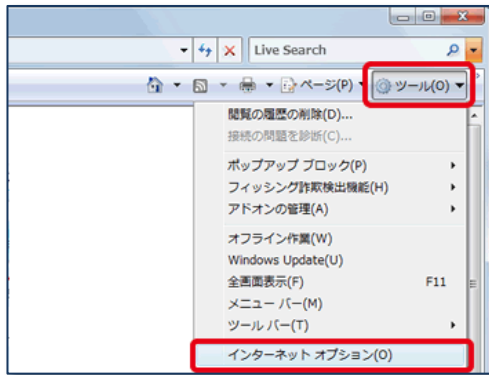 Live Search
ページ(P)
ツール(O)
閲覧の履歴の削除(D)...
接続の問題を診断(C)...
ポップアップ ブロック(P)
フィッシング詐欺検出機能(H)
アドオンの管理(A)
オフライン作業(W)
Windows Update(U)
全画面表示(F) F11
メニュー バー(M)
ツール バー(T)
インターネット オプション(O)